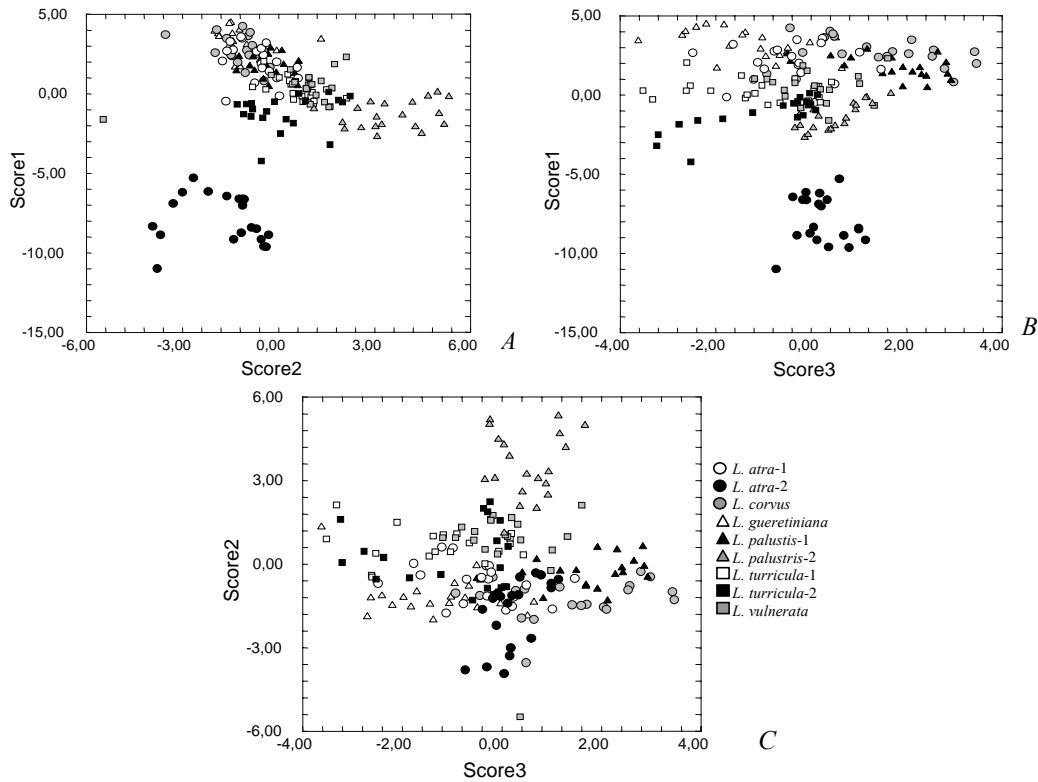 5,00
0,00
-5,00
-10,00
-15,00
Score1
-6,00
-3,00
0,00
3,00
6,00
Score2
A
5,00
0,00
-5,00
-10,00
-15,00
Score1
-4,00
-2,00
0,00
2,00
4,00
Score3
B
6,00
3,00
0,00
-3,00
-6,00
Score2
-4,00
-2,00
0,00
2,00
4,00
Score3
C
L. atra-1
L. atra-2
L. corvus
L. gueretiniana
L. palustis-1
L. palustris-2
L. turricula-1
L. turricula-2
L. vulnerata